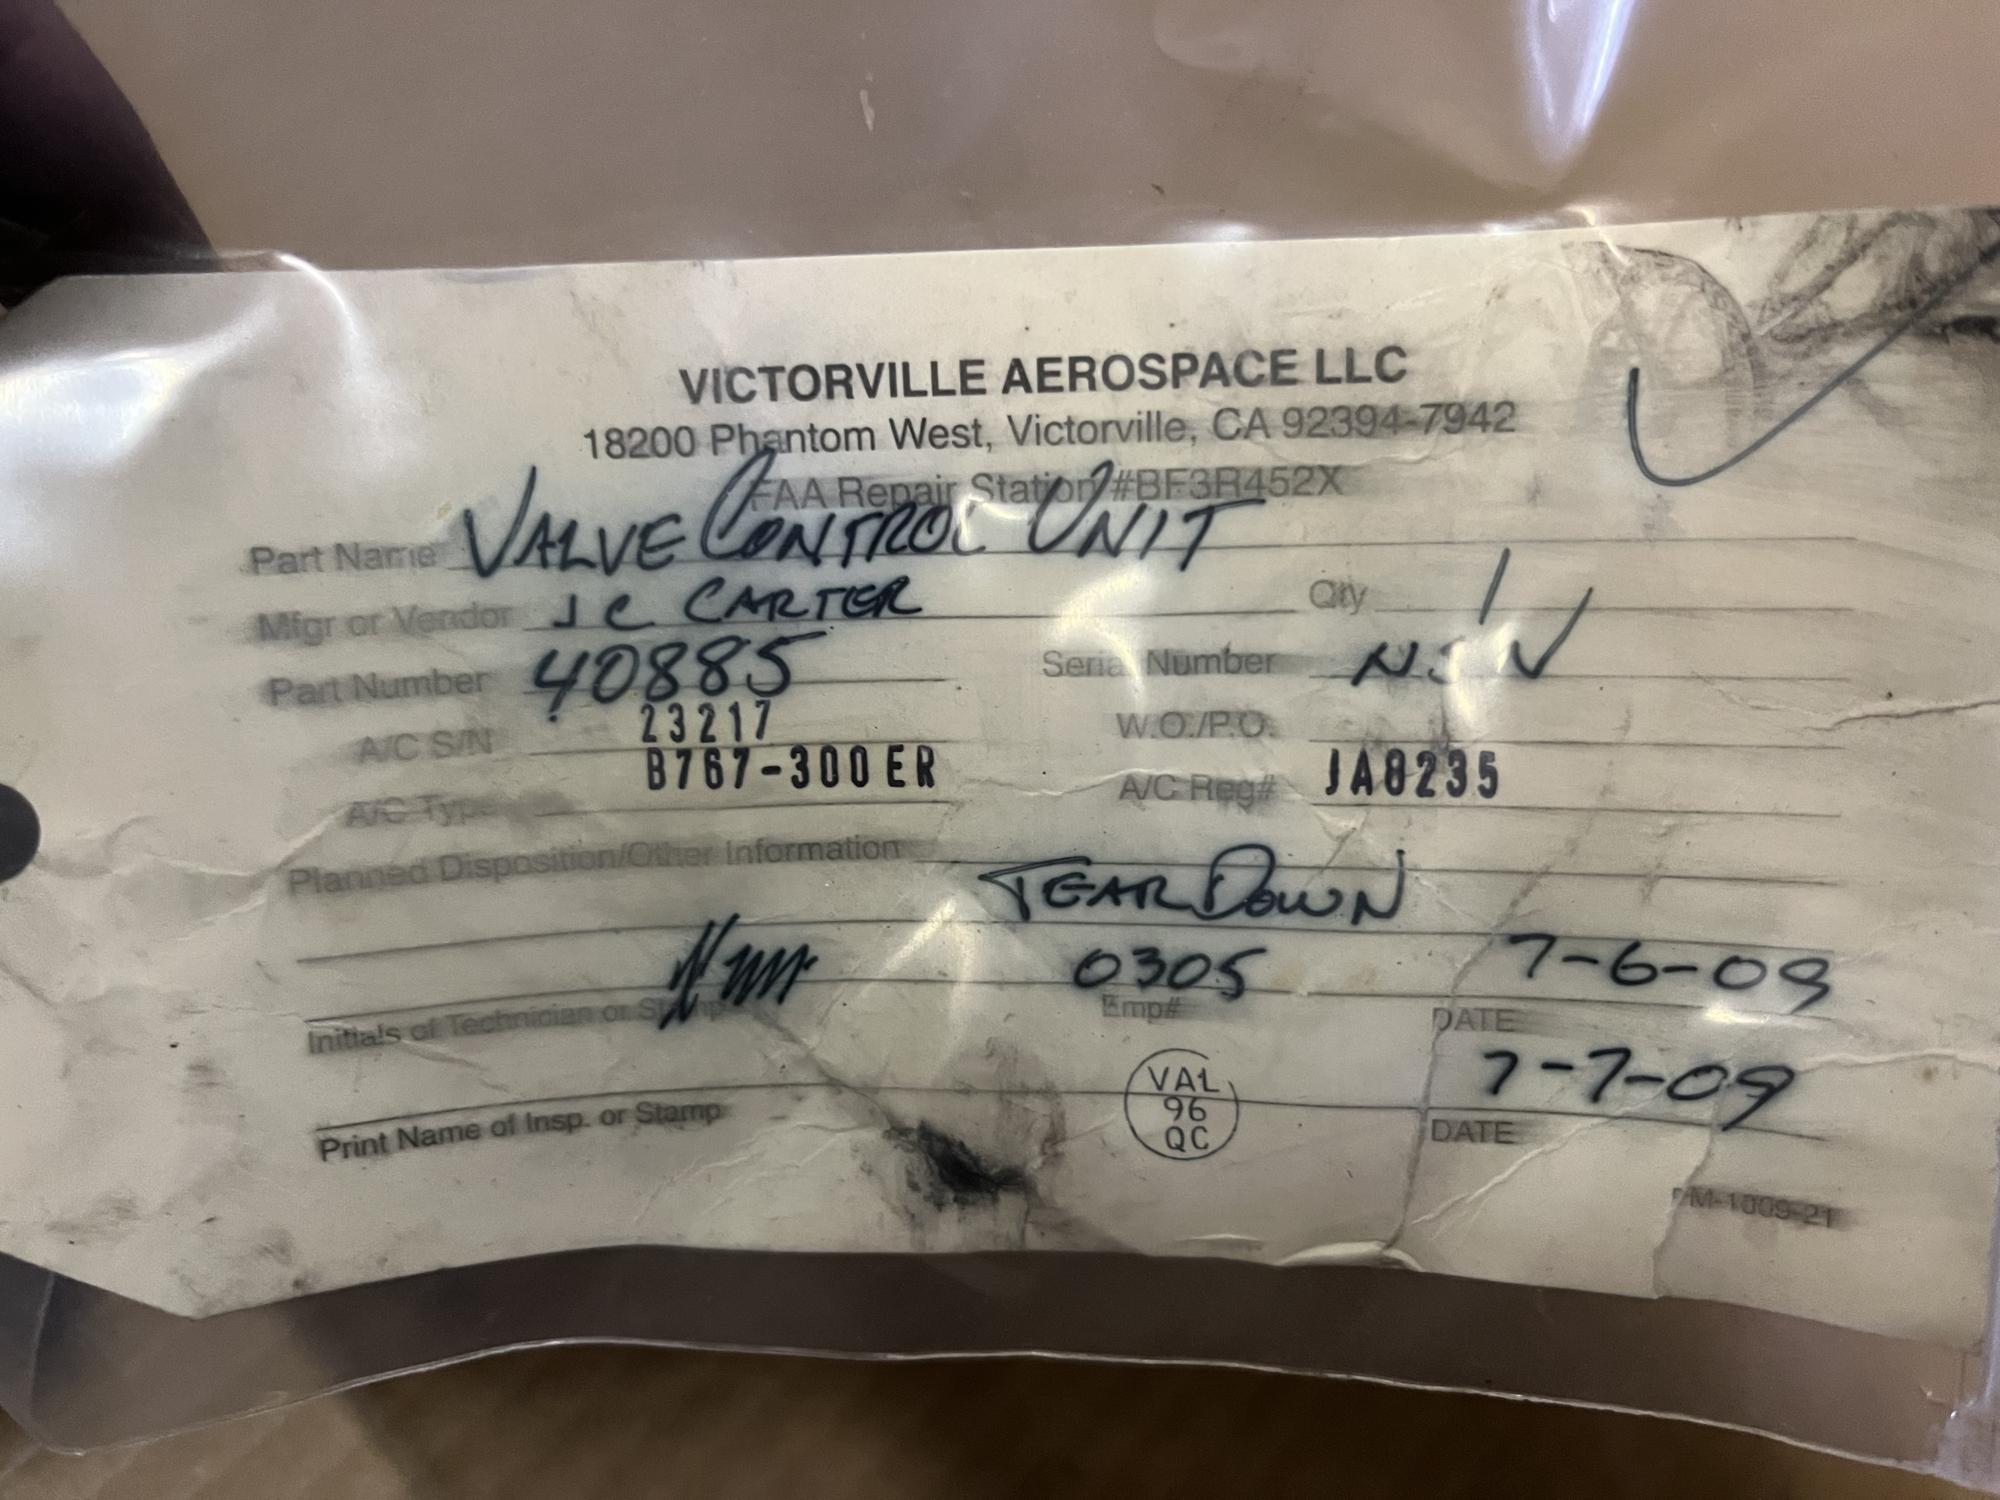 VICTORVILLE AEROSPACE LLC
18200 Phantom West, Victorville, CA 92394-7942
FAA Repair Station #BF3R452X
Part Name VALVE CONTROL UNIT
Mfgr or Vendor J C CARTER Qty 1
Part Number 40885 Serial Number NSN
A/C S/N 23217 W.O./P.O.
A/C Type B767-300ER A/C Reg# JA8235
Planned Disposition/Other Information
TEAR DOWN
0305 7-6-09
Initials of Technician or Stamp Emp# DATE
7-7-09
Print Name of Insp. or Stamp VAL 96 QC DATE